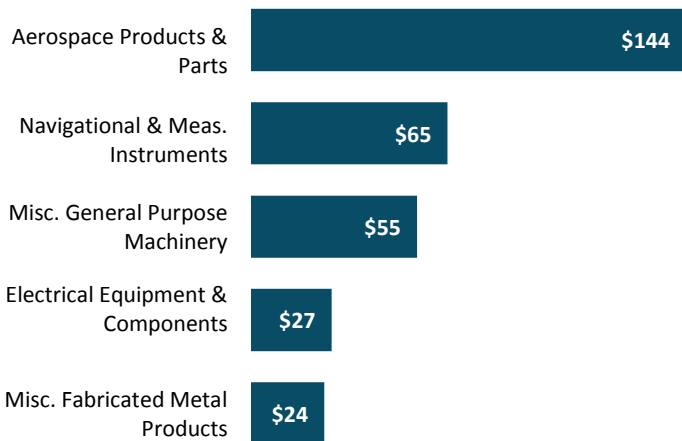 Aerospace Products &
Parts
$144
Navigational & Meas.
Instruments
$65
Misc. General Purpose
Machinery
$55
Electrical Equipment &
Components
$27
Misc. Fabricated Metal
Products
$24